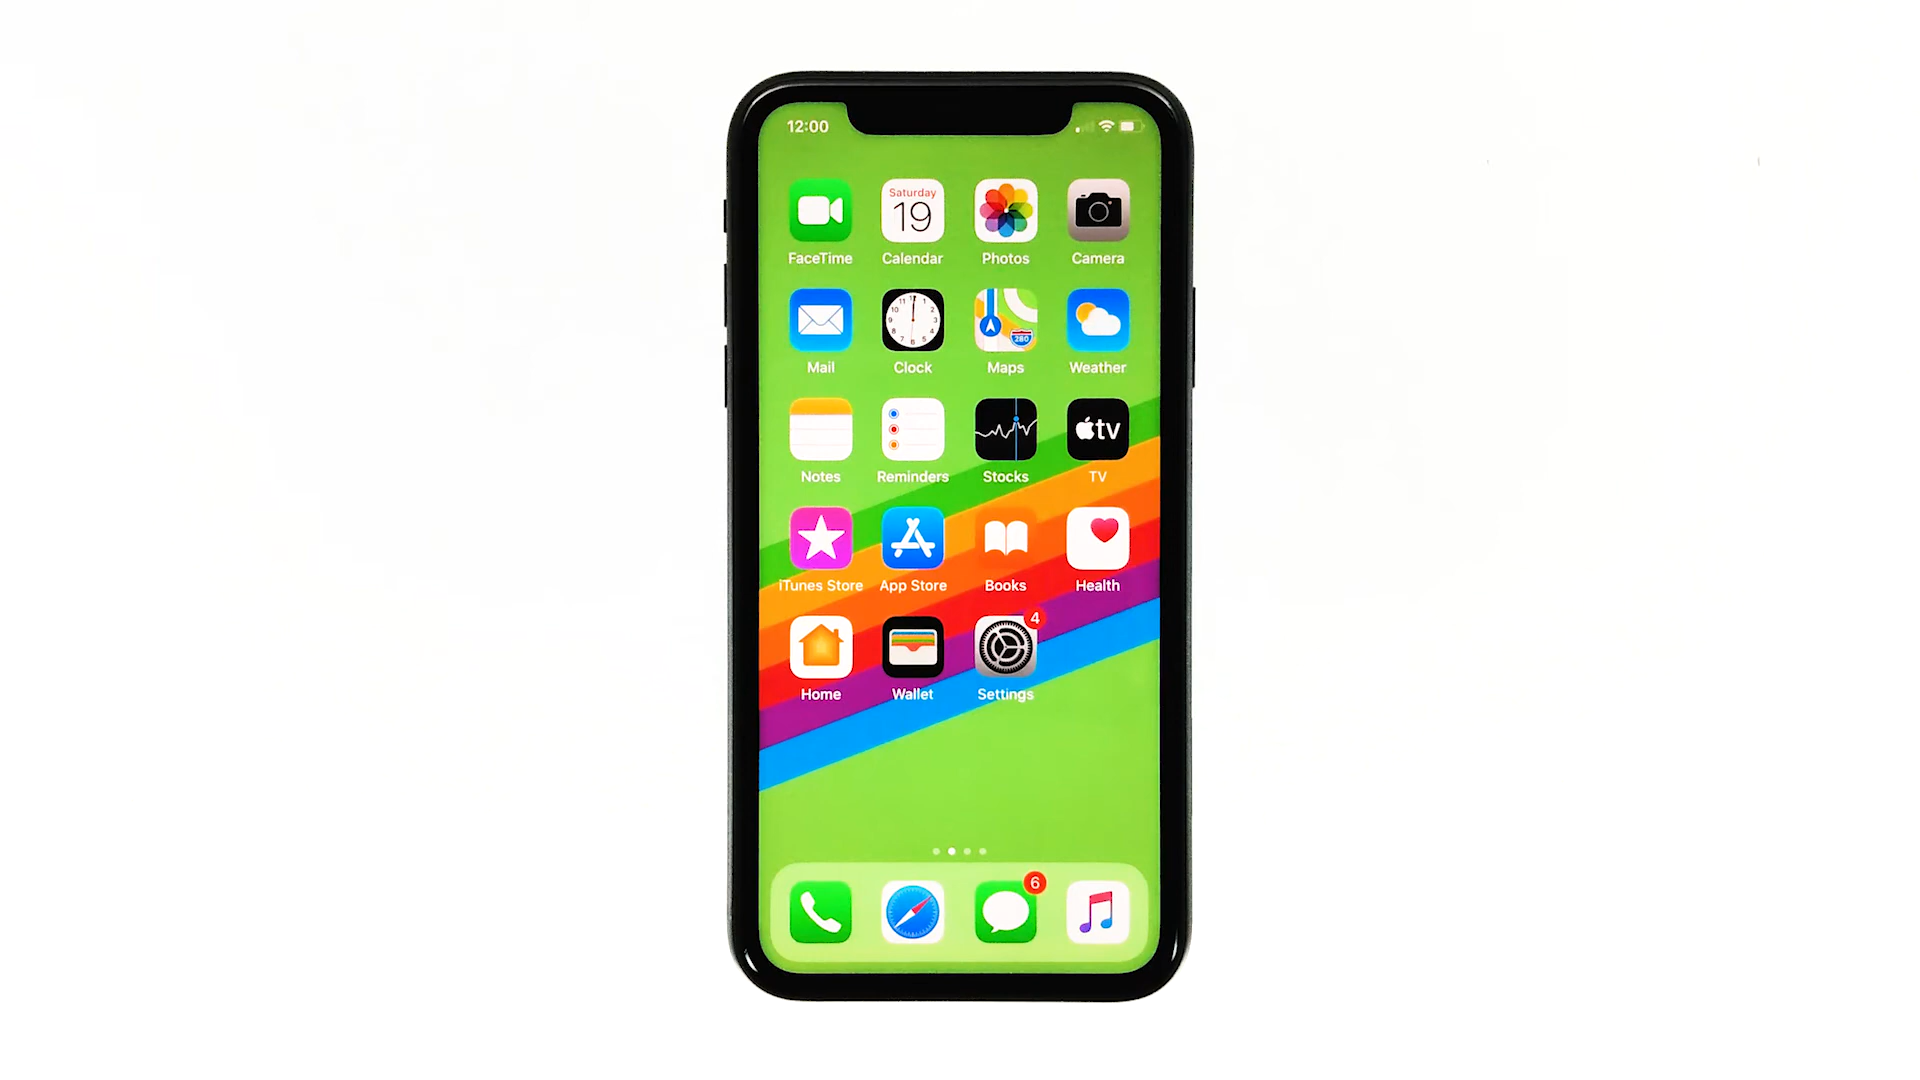 12:00
Saturday
19
FaceTime Calendar Photos Camera
280
Mail Clock Maps Weather
tv
Notes Reminders Stocks TV
iTunes Store App Store Books Health
4
Home Wallet Settings
6